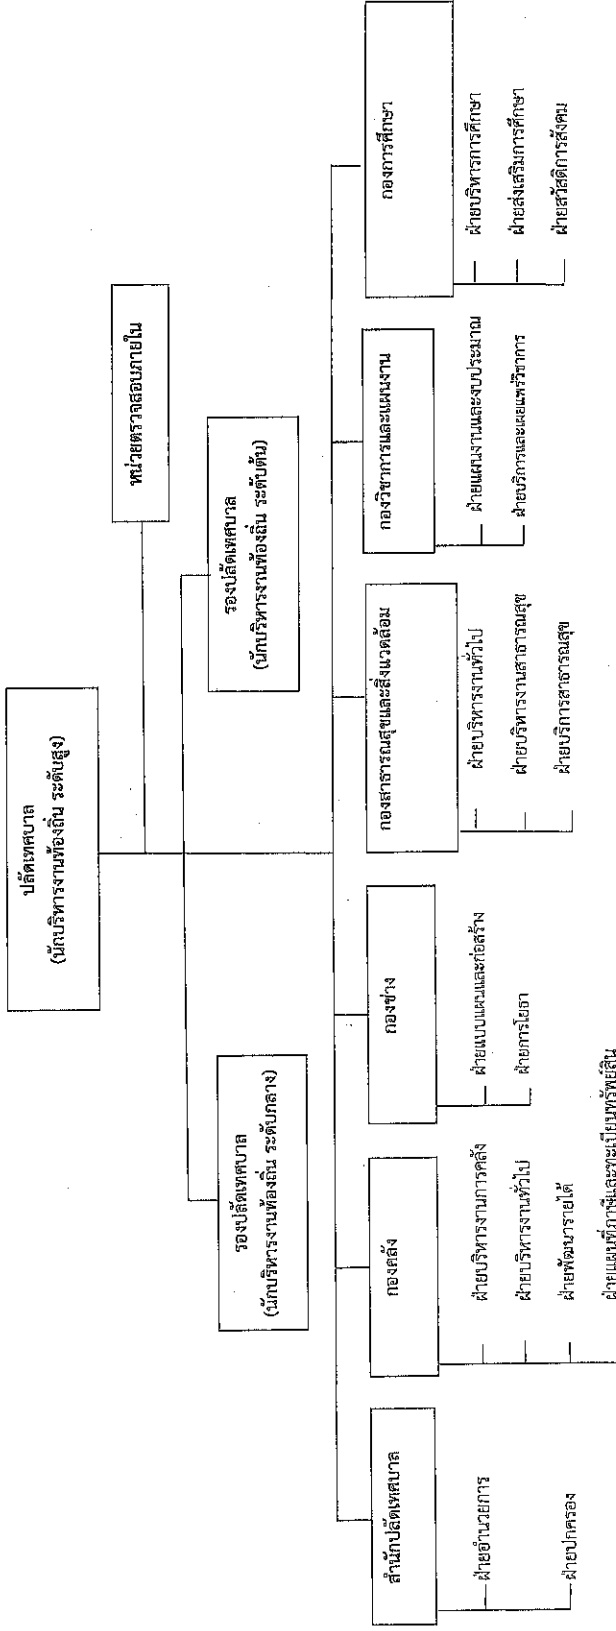 ปลัดเทศบาล
(นักบริหารงานท้องถิ่น ระดับสูง)
หน่วยตรวจสอบภายใน
รองปลัดเทศบาล
(นักบริหารงานท้องถิ่น ระดับกลาง)
รองปลัดเทศบาล
(นักบริหารงานท้องถิ่น ระดับต้น)
สำนักปลัดเทศบาล
ฝ่ายอำนวยการ
ฝ่ายปกครอง
กองคลัง
ฝ่ายบริหารงานการคลัง
ฝ่ายบริหารงานทั่วไป
ฝ่ายพัฒนารายได้
ฝ่ายแผนที่ภาษีและทะเบียนทรัพย์สิน
กองช่าง
ฝ่ายแบบแผนและก่อสร้าง
ฝ่ายการโยธา
กองสาธารณสุขและสิ่งแวดล้อม
ฝ่ายบริหารงานทั่วไป
ฝ่ายบริหารงานสาธารณสุข
ฝ่ายบริการสาธารณสุข
กองวิชาการและแผนงาน
ฝ่ายแผนงานและงบประมาณ
ฝ่ายบริการและเผยแพร่วิชาการ
กองการศึกษา
ฝ่ายบริหารการศึกษา
ฝ่ายส่งเสริมการศึกษา
ฝ่ายสวัสดิการสังคม